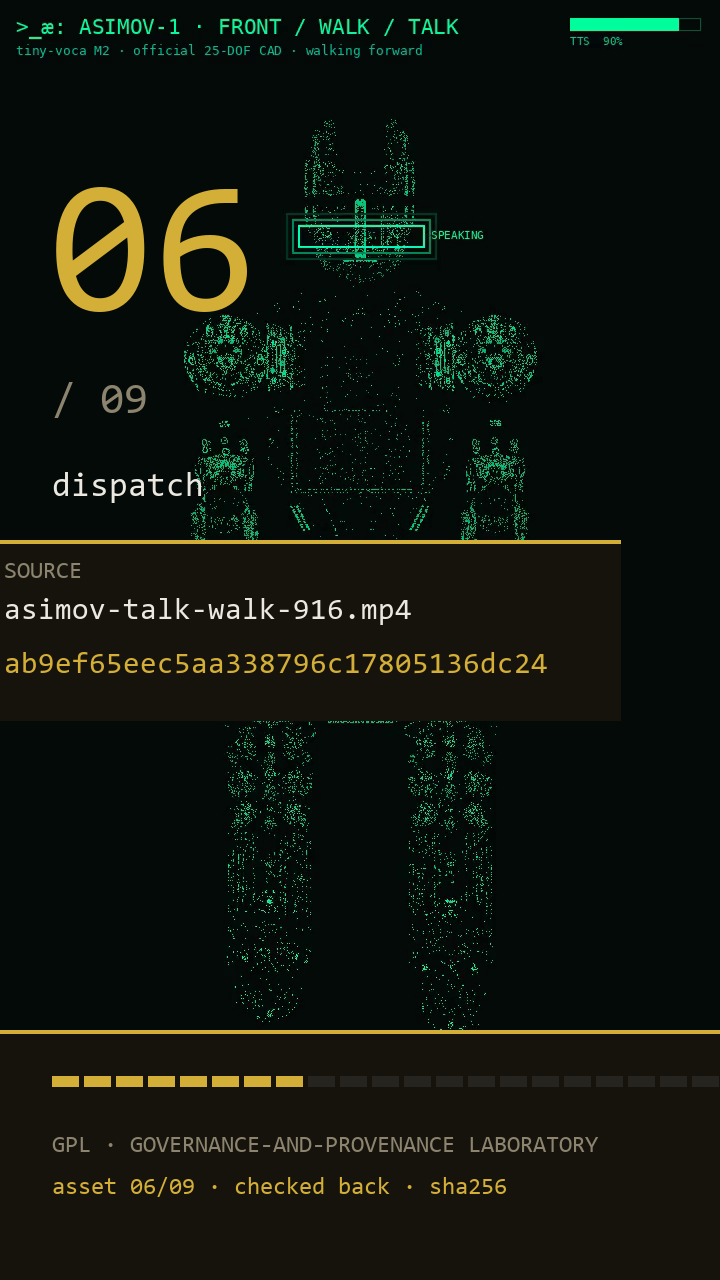 >_æ: ASIMOV-1 · FRONT / WALK / TALK
tiny-voca M2 · official 25-DOF CAD · walking forward
TTS 90%
06
SPEAKING
/ 09
dispatch
SOURCE
asimov-talk-walk-916.mp4
ab9ef65eec5aa338796c17805136dc24
GPL · GOVERNANCE-AND-PROVENANCE LABORATORY
asset 06/09 · checked back · sha256